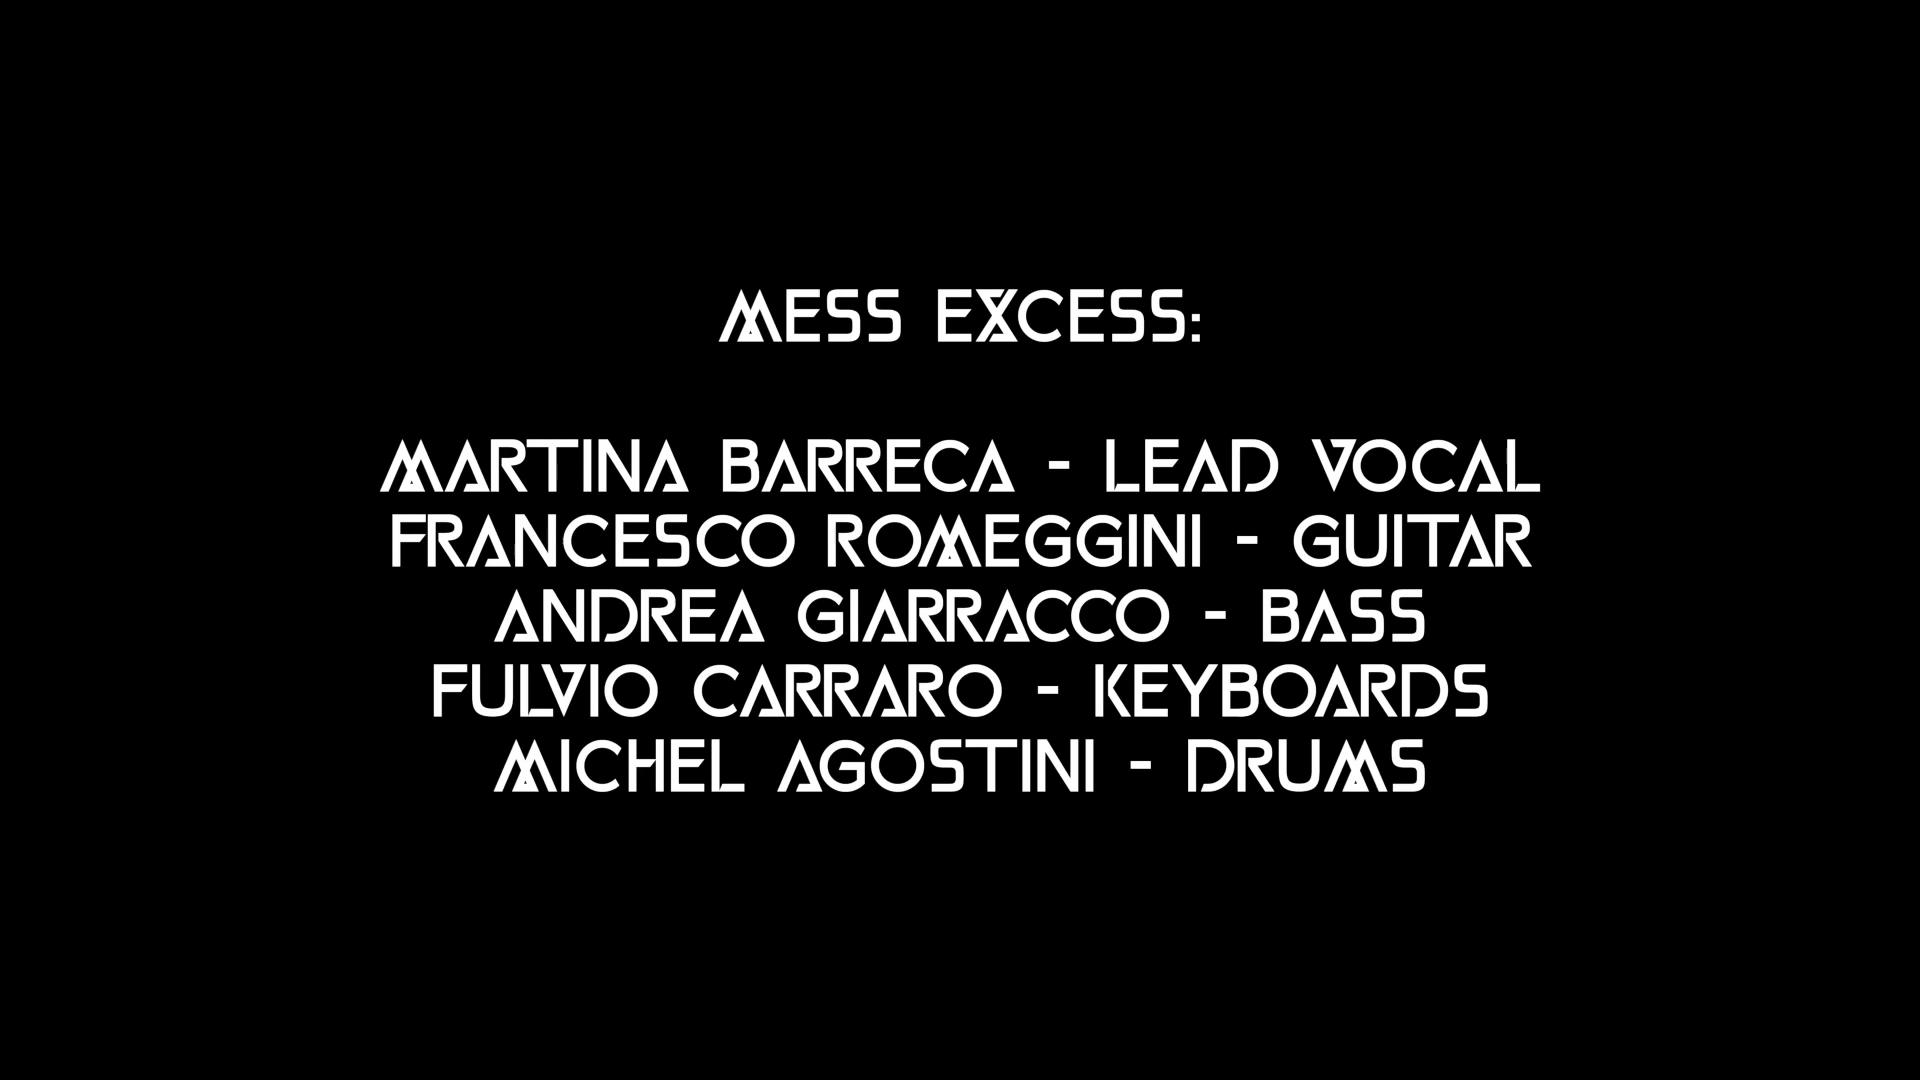 MESS EXCESS:
MARTINA BARRECA - LEAD VOCAL
FRANCESCO ROMEGGINI - GUITAR
ANDREA GIARRACCO - BASS
FULVIO CARRARO - KEYBOARDS
MICHEL AGOSTINI - DRUMS